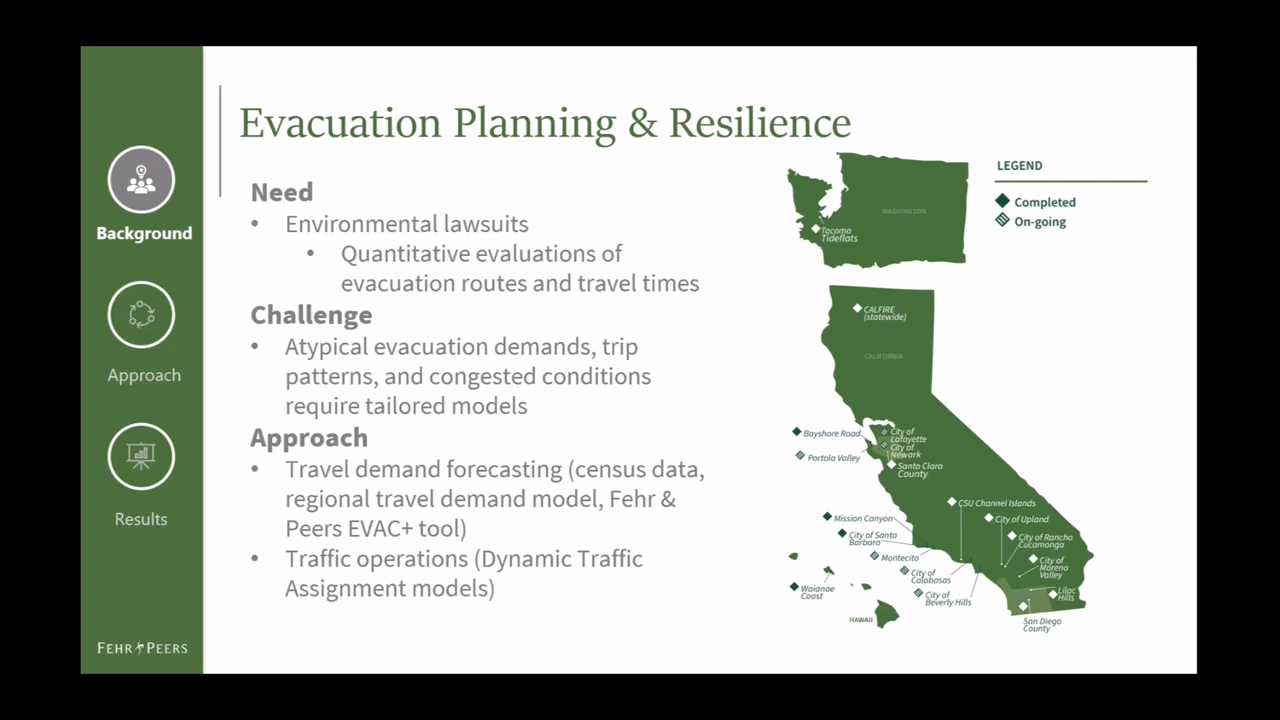 Evacuation Planning & Resilience
Background
Approach
Results
FEHR PEERS
Need
• Environmental lawsuits
• Quantitative evaluations of
evacuation routes and travel times
Challenge
• Atypical evacuation demands, trip
patterns, and congested conditions
require tailored models
Approach
• Travel demand forecasting (census data,
regional travel demand model, Fehr &
Peers EVAC+ tool)
• Traffic operations (Dynamic Traffic
Assignment models)
LEGEND
Completed
On-going
WASHINGTON
Tacoma
Tideflats
CALFIRE
(statewide)
CALIFORNIA
Bayshore Road
Portola Valley
City of
Lafayette
City of
Newark
Santa Clara
County
CSU Channel Islands
City of Upland
City of Rancho
Cucamonga
City of
Moreno
Valley
Lilac
Hills
San Diego
County
Mission Canyon
City of Santa
Barbara
Montecito
City of
Calabasas
City of
Beverly Hills
Waianae
Coast
HAWAII